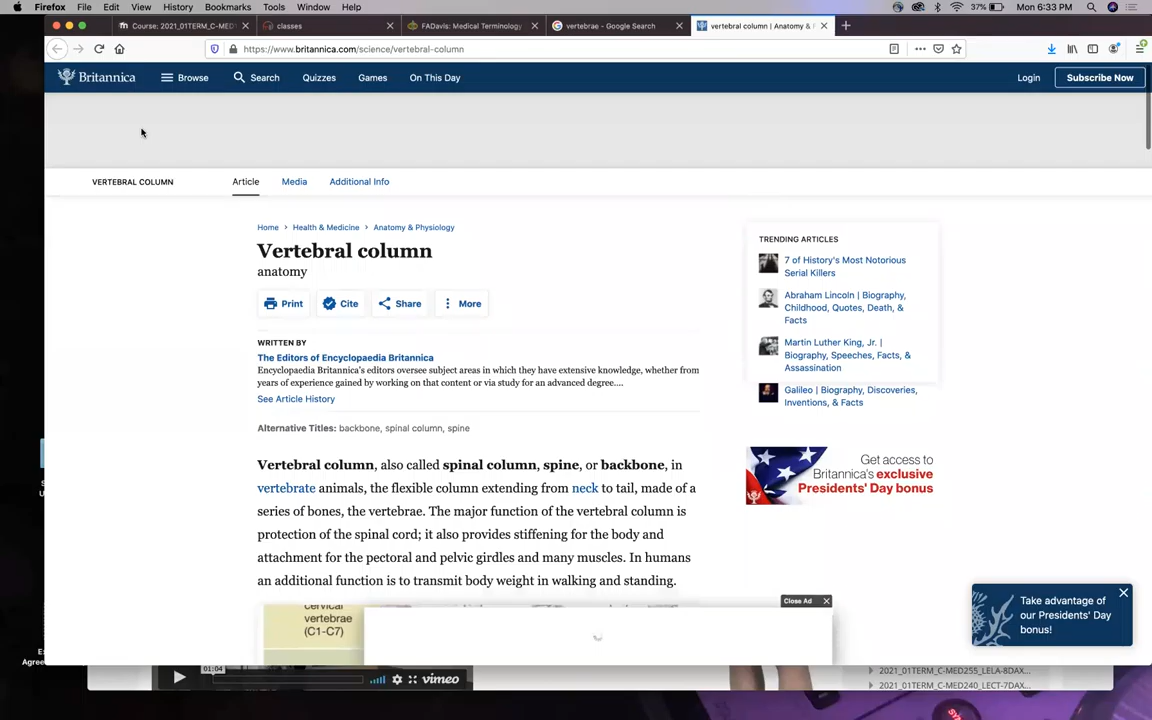 Firefox File Edit View History Bookmarks Tools Window Help 37% Mon 6:33 PM
Course: 2021_01TERM_C-MED classes FADavis: Medical Terminology vertebrae - Google Search vertebral column | Anatomy &
https://www.britannica.com/science/vertebral-column
Britannica Browse Search Quizzes Games On This Day Login Subscribe Now
VERTEBRAL COLUMN Article Media Additional Info
Home > Health & Medicine > Anatomy & Physiology
Vertebral column
anatomy
Print Cite Share More
WRITTEN BY
The Editors of Encyclopaedia Britannica
Encyclopaedia Britannica's editors oversee subject areas in which they have extensive knowledge, whether from
years of experience gained by working on that content or via study for an advanced degree....
See Article History
Alternative Titles: backbone, spinal column, spine
Vertebral column, also called spinal column, spine, or backbone, in
vertebrate animals, the flexible column extending from neck to tail, made of a
series of bones, the vertebrae. The major function of the vertebral column is
protection of the spinal cord; it also provides stiffening for the body and
attachment for the pectoral and pelvic girdles and many muscles. In humans
an additional function is to transmit body weight in walking and standing.
cervical
vertebrae
(C1-C7)
Close Ad
TRENDING ARTICLES
7 of History's Most Notorious
Serial Killers
Abraham Lincoln | Biography,
Childhood, Quotes, Death, &
Facts
Martin Luther King, Jr. |
Biography, Speeches, Facts, &
Assassination
Galileo | Biography, Discoveries,
Inventions, & Facts
Get access to
Britannica's exclusive
Presidents' Day bonus
Take advantage of
our Presidents' Day
bonus!
01:04
vimeo
2021_01TERM_C-MED255_LELA-8DAX...
2021_01TERM_C-MED240_LECT-7DAX...